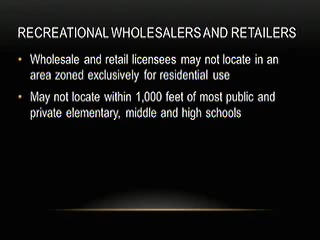 RECREATIONAL WHOLESALERS AND RETAILERS
• Wholesale and retail licensees may not locate in an
area zoned exclusively for residential use
• May not locate within 1,000 feet of most public and
private elementary, middle and high schools